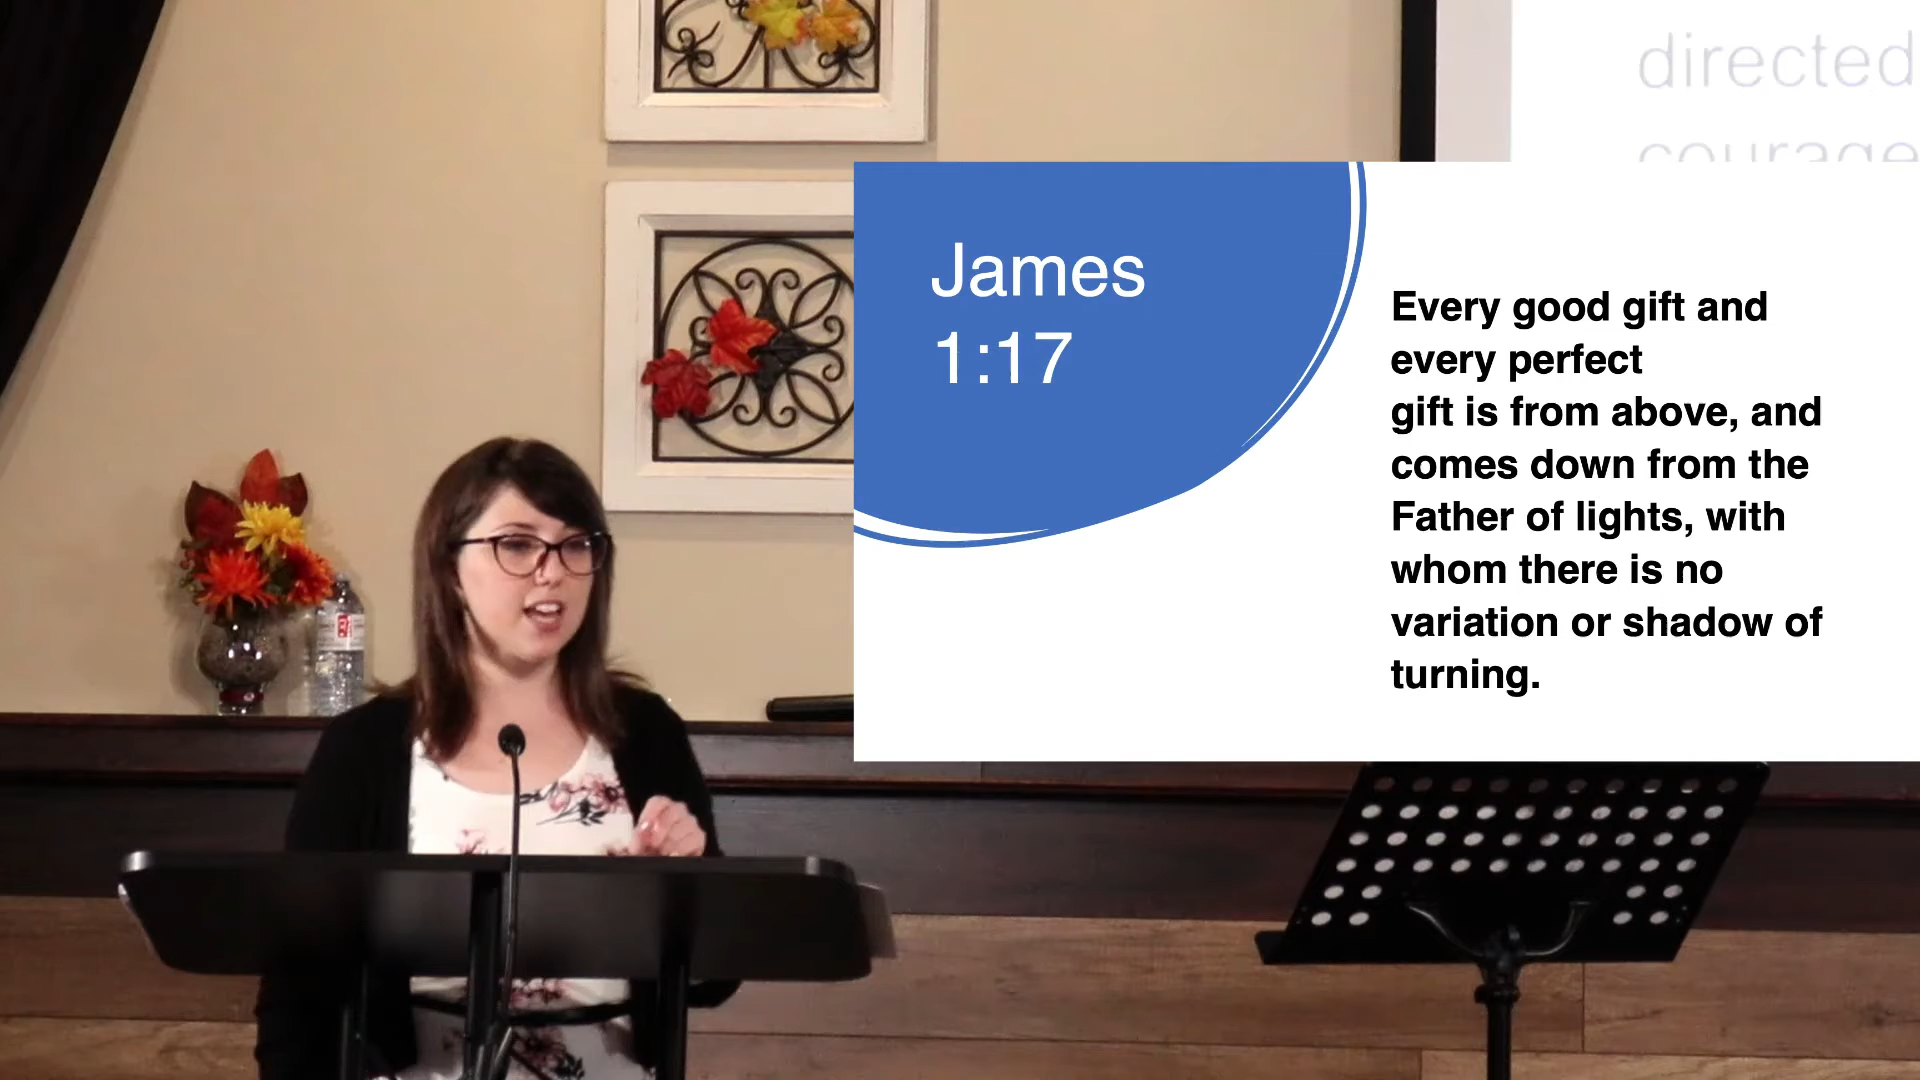 directed
courage
James
1:17
Every good gift and
every perfect
gift is from above, and
comes down from the
Father of lights, with
whom there is no
variation or shadow of
turning.